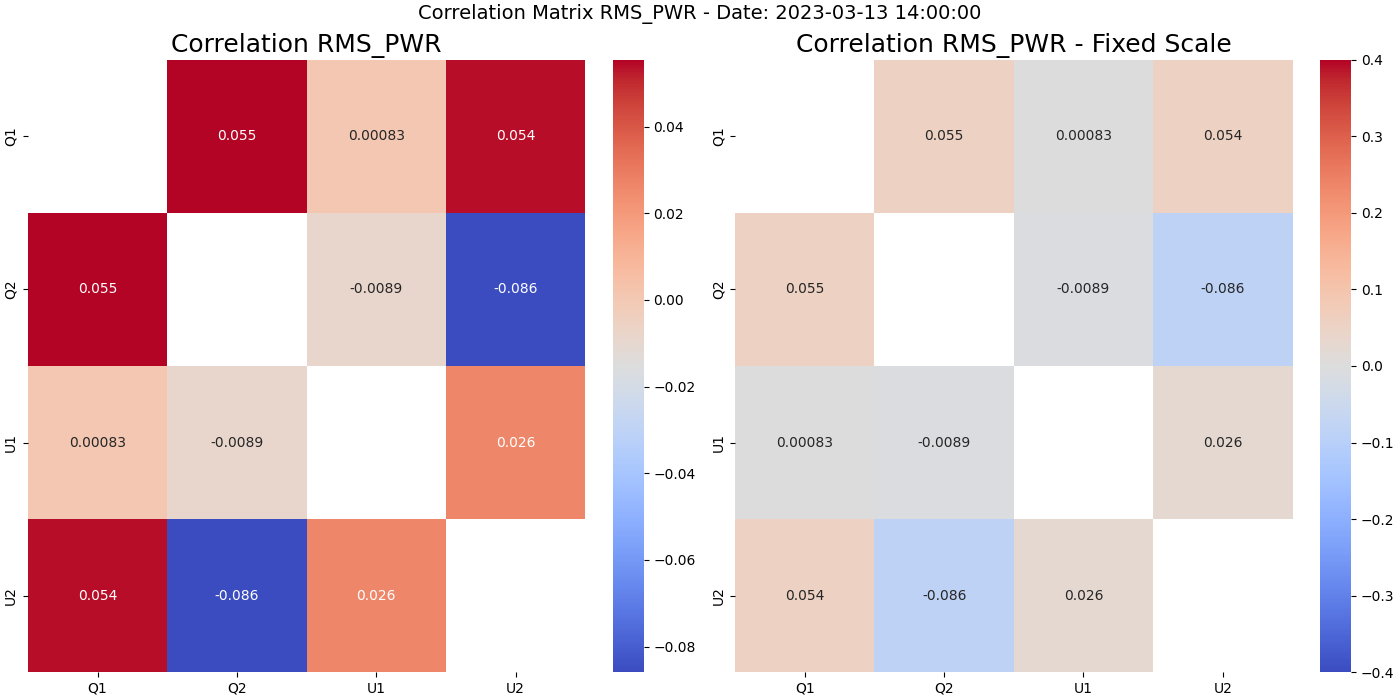 Correlation Matrix RMS_PWR - Date: 2023-03-13 14:00:00
Correlation RMS_PWR
Q1
0.055
0.00083
0.054
Q2
0.055
-0.0089
-0.086
U1
0.00083
-0.0089
0.026
U2
0.054
-0.086
0.026
Q1
Q2
U1
U2
0.04
0.02
0.00
−0.02
−0.04
−0.06
−0.08
Correlation RMS_PWR - Fixed Scale
Q1
0.055
0.00083
0.054
Q2
0.055
-0.0089
-0.086
U1
0.00083
-0.0089
0.026
U2
0.054
-0.086
0.026
Q1
Q2
U1
U2
0.4
0.3
0.2
0.1
0.0
−0.1
−0.2
−0.3
−0.4